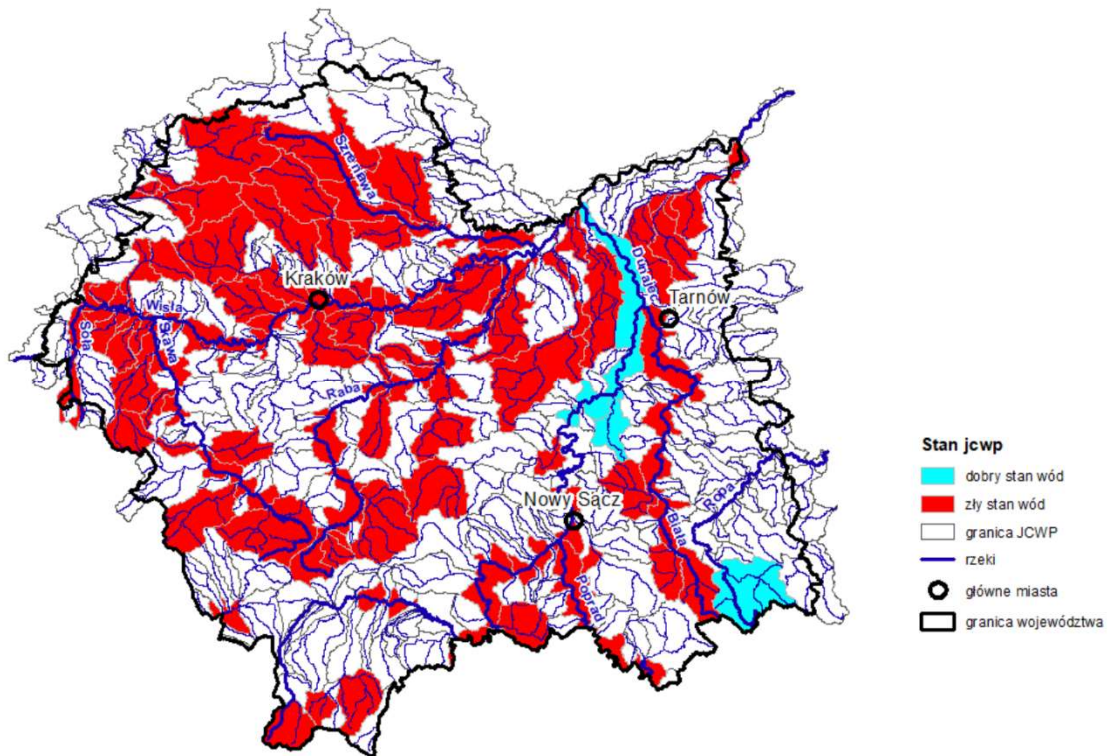 Szreniawa
Kraków
Dunajec
Tarnów
Wisła
Skawa
Soła
Raba
Nowy Sącz
Ropa
Biała
Poprad
Stan jcwp
dobry stan wód
zły stan wód
granica JCWP
rzeki
główne miasta
granica województwa